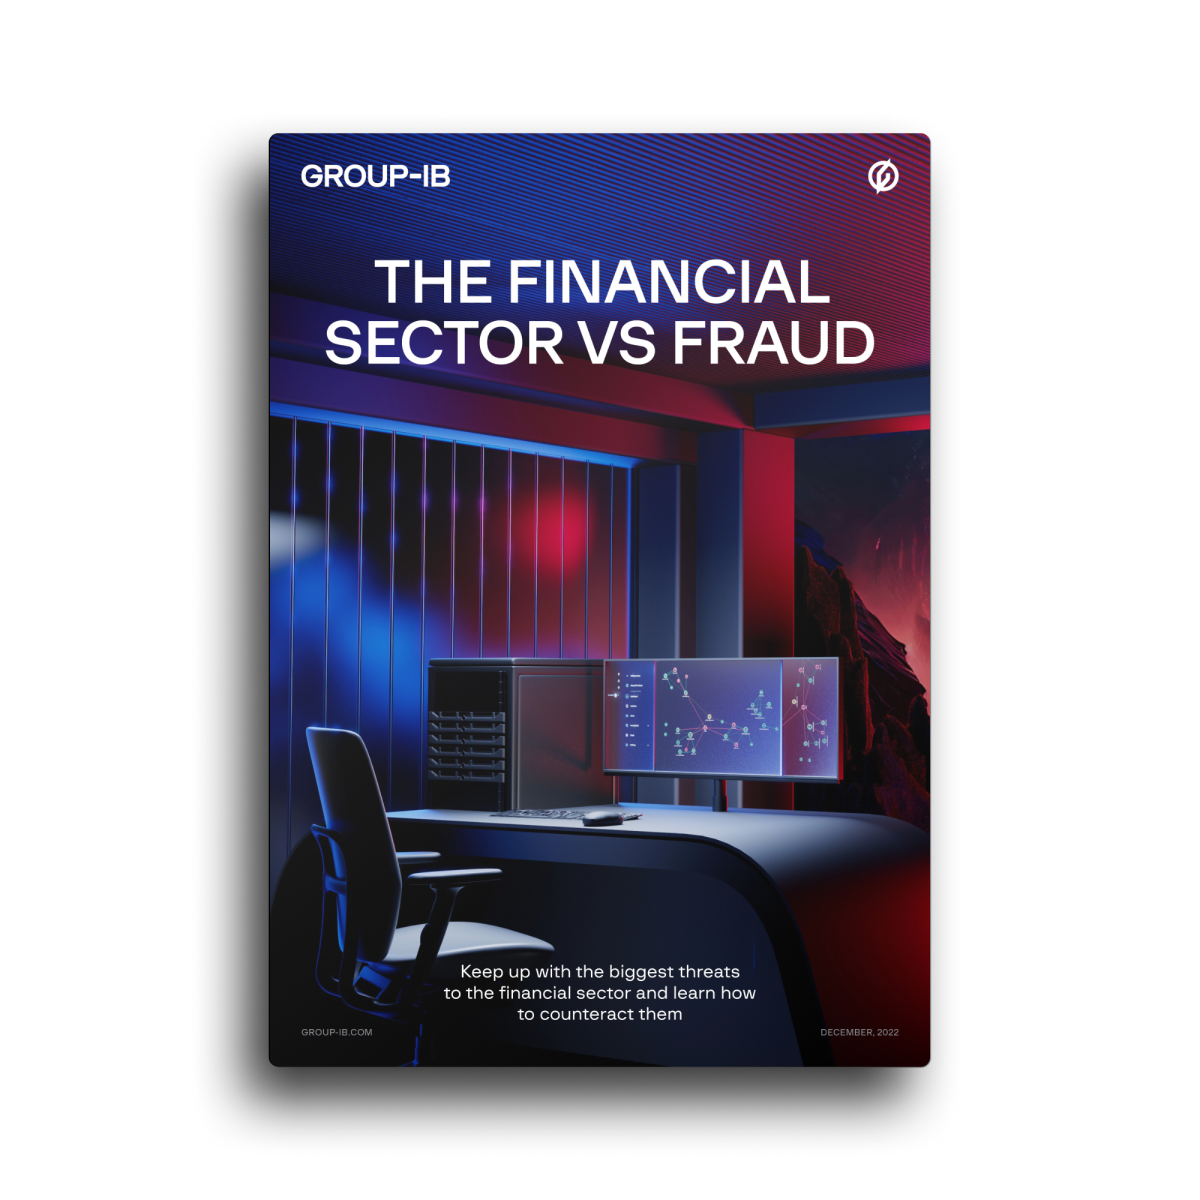 GROUP-IB
THE FINANCIAL
SECTOR VS FRAUD
Keep up with the biggest threats
to the financial sector and learn how
to counteract them
GROUP-IB.COM
DECEMBER, 2022